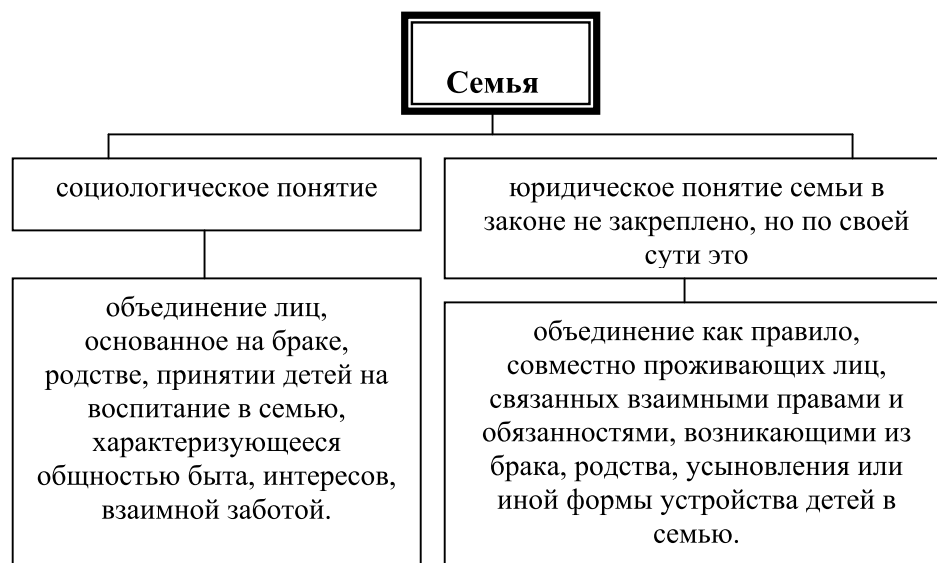 Семья
социологическое понятие
юридическое понятие семьи в
законе не закреплено, но по своей
сути это
объединение лиц,
основанное на браке,
родстве, принятии детей на
воспитание в семью,
характеризующееся
общностью быта, интересов,
взаимной заботой.
объединение как правило,
совместно проживающих лиц,
связанных взаимными правами и
обязанностями, возникающими из
брака, родства, усыновления или
иной формы устройства детей в
семью.